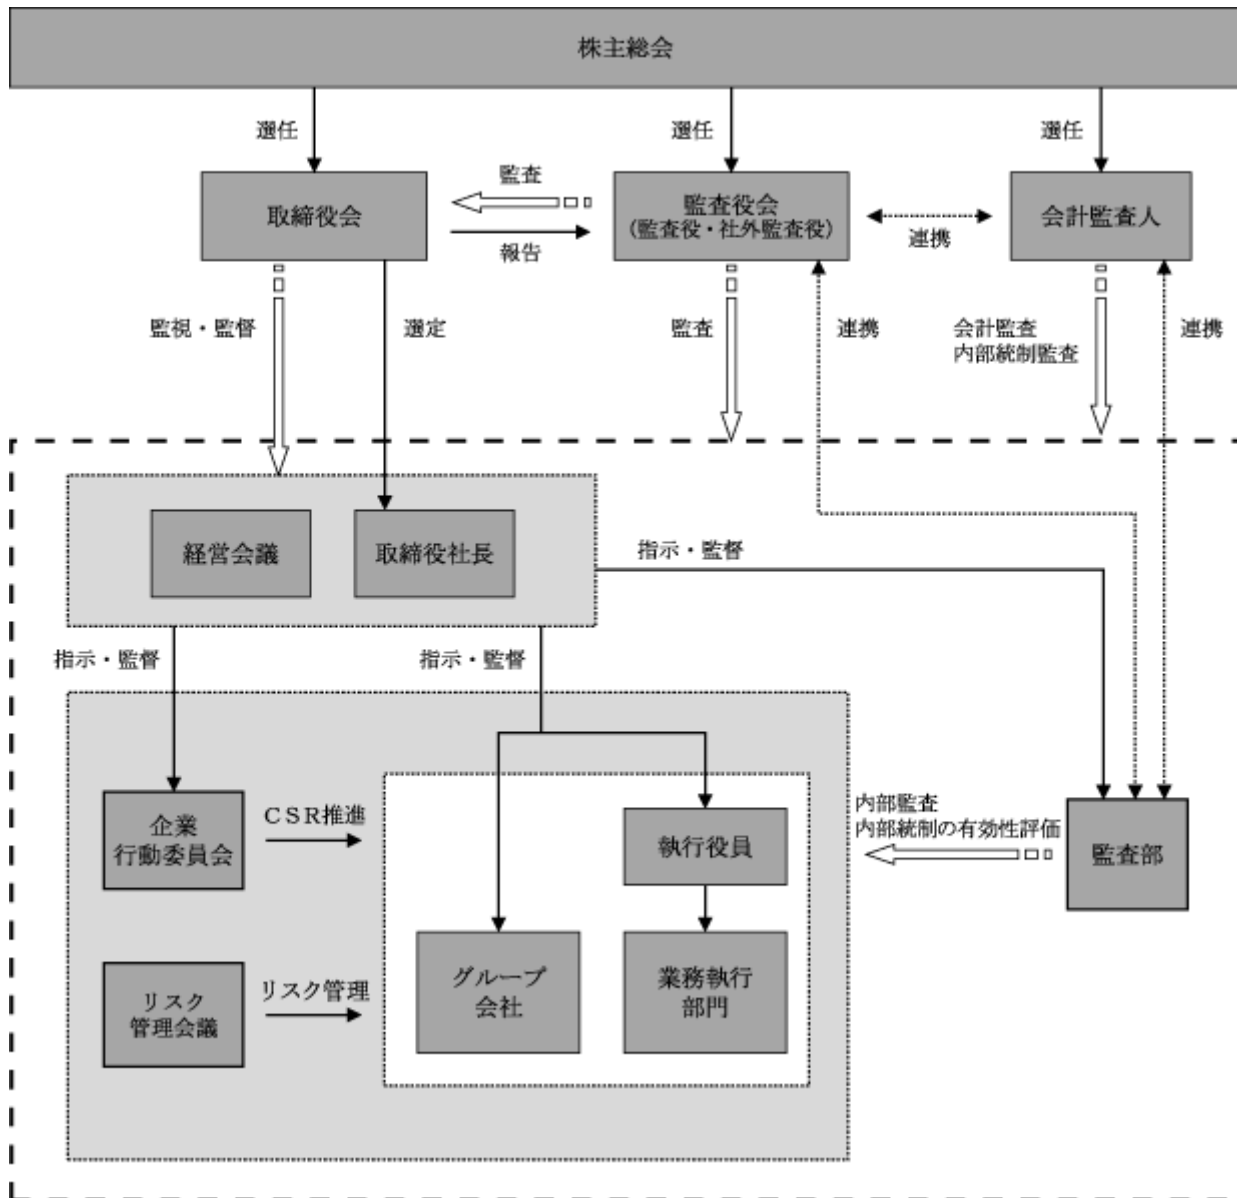 株主総会
選任
選任
選任
取締役会
監査
報告
監査役会
(監査役・社外監査役)
連携
会計監査人
監視・監督
選定
監査
連携
会計監査
内部統制監査
連携
経営会議
取締役社長
指示・監督
指示・監督
指示・監督
企業
行動委員会
CSR推進
執行役員
内部監査
内部統制の有効性評価
監査部
リスク
管理会議
リスク管理
グループ
会社
業務執行
部門